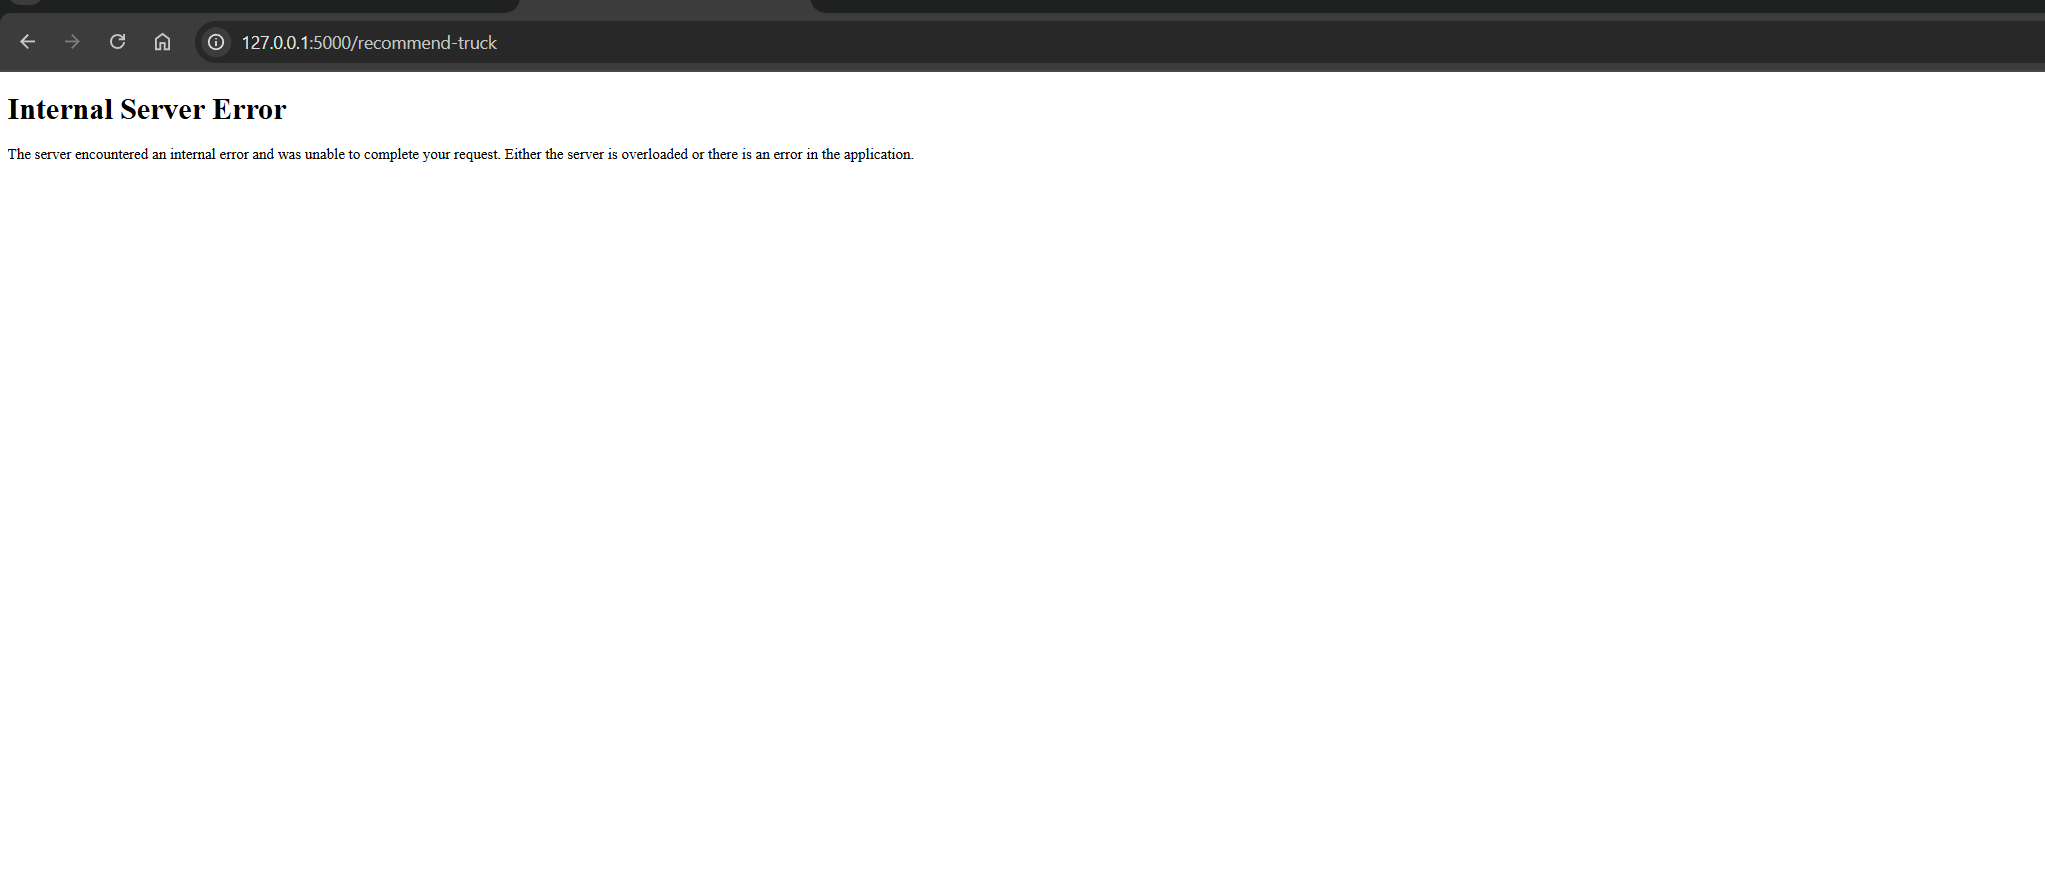 127.0.0.1:5000/recommend-truck
Internal Server Error
The server encountered an internal error and was unable to complete your request. Either the server is overloaded or there is an error in the application.